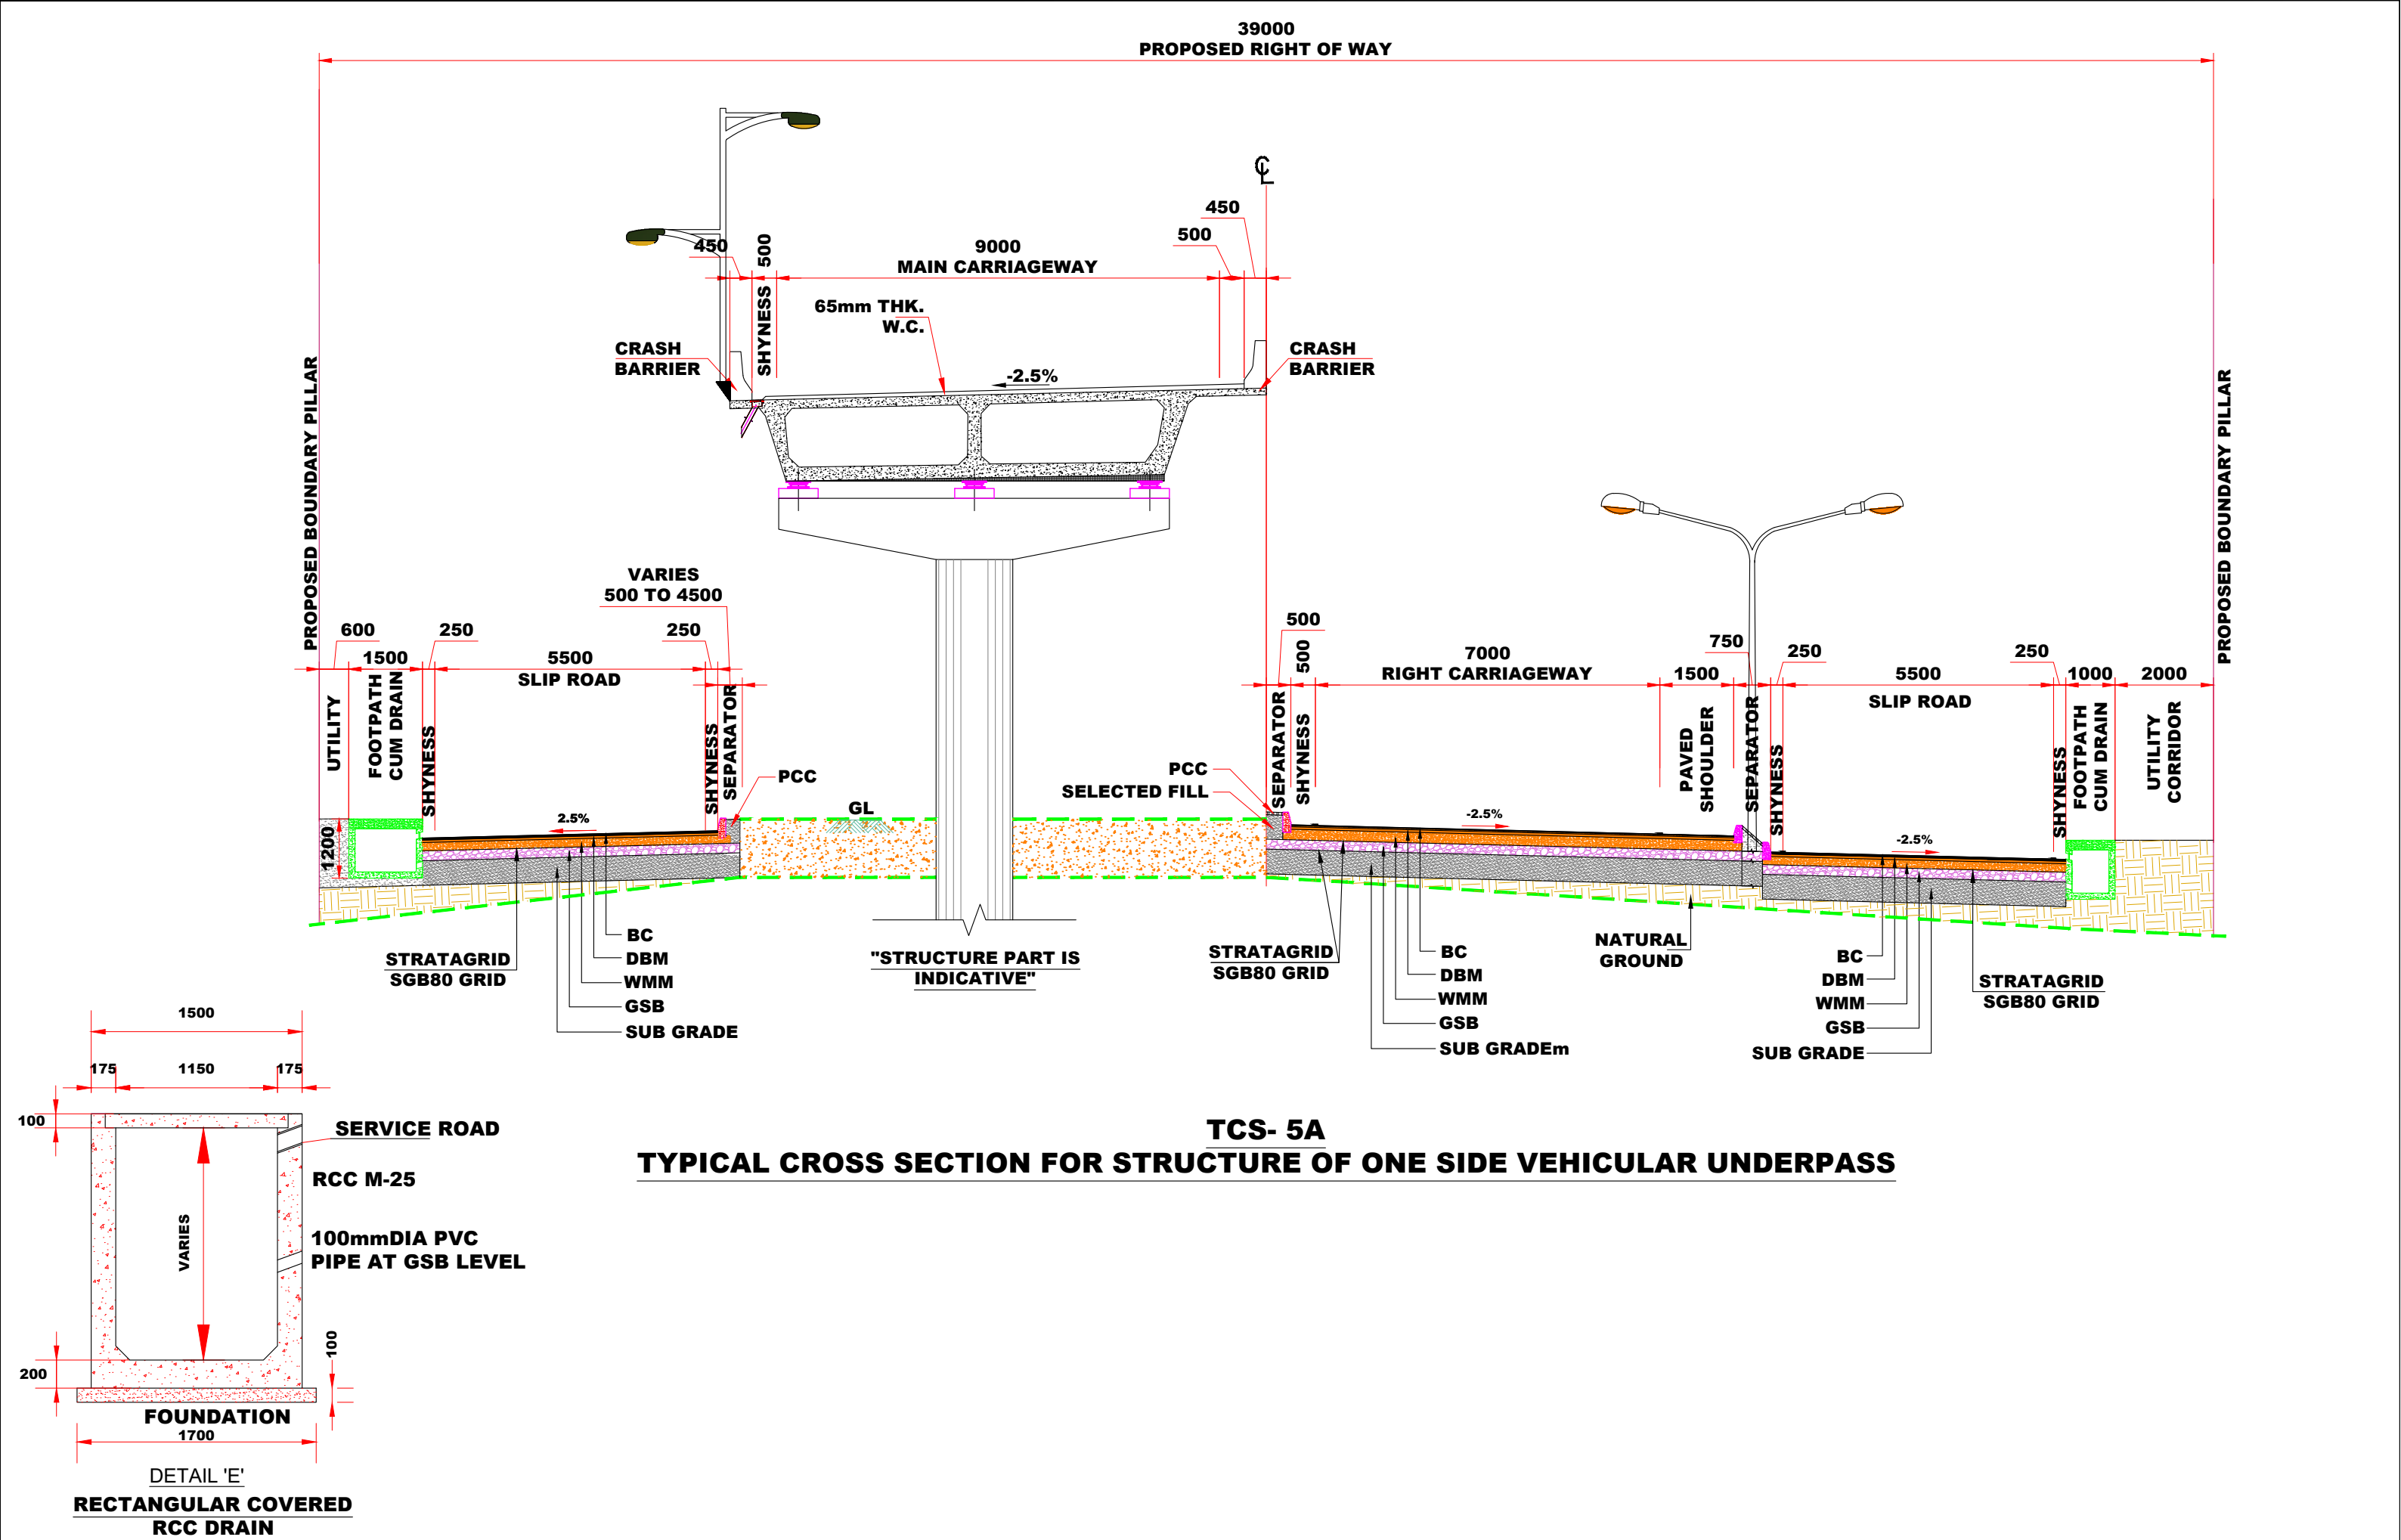 39000
PROPOSED RIGHT OF WAY
℄
450
500
450
500
SHYNESS
9000
MAIN CARRIAGEWAY
65mm THK.
W.C.
CRASH
BARRIER
-2.5%
CRASH
BARRIER
PROPOSED BOUNDARY PILLAR
PROPOSED BOUNDARY PILLAR
VARIES
500 TO 4500
600
1500
250
5500
SLIP ROAD
250
UTILITY
FOOTPATH
CUM DRAIN
SHYNESS
SHYNESS
SEPARATOR
PCC
2.5%
1200
GL
500
500
7000
RIGHT CARRIAGEWAY
1500
750
250
5500
SLIP ROAD
250
1000
2000
SEPARATOR
SHYNESS
PAVED
SHOULDER
SEPARATOR
SHYNESS
SHYNESS
FOOTPATH
CUM DRAIN
UTILITY
CORRIDOR
PCC
SELECTED FILL
-2.5%
-2.5%
STRATAGRID
SGB80 GRID
BC
DBM
WMM
GSB
SUB GRADE
"STRUCTURE PART IS
INDICATIVE"
STRATAGRID
SGB80 GRID
BC
DBM
WMM
GSB
SUB GRADEm
NATURAL
GROUND
BC
DBM
WMM
GSB
SUB GRADE
STRATAGRID
SGB80 GRID
TCS- 5A
TYPICAL CROSS SECTION FOR STRUCTURE OF ONE SIDE VEHICULAR UNDERPASS
1500
175
1150
175
100
SERVICE ROAD
RCC M-25
VARIES
100mmDIA PVC
PIPE AT GSB LEVEL
200
100
FOUNDATION
1700
DETAIL 'E'
RECTANGULAR COVERED
RCC DRAIN